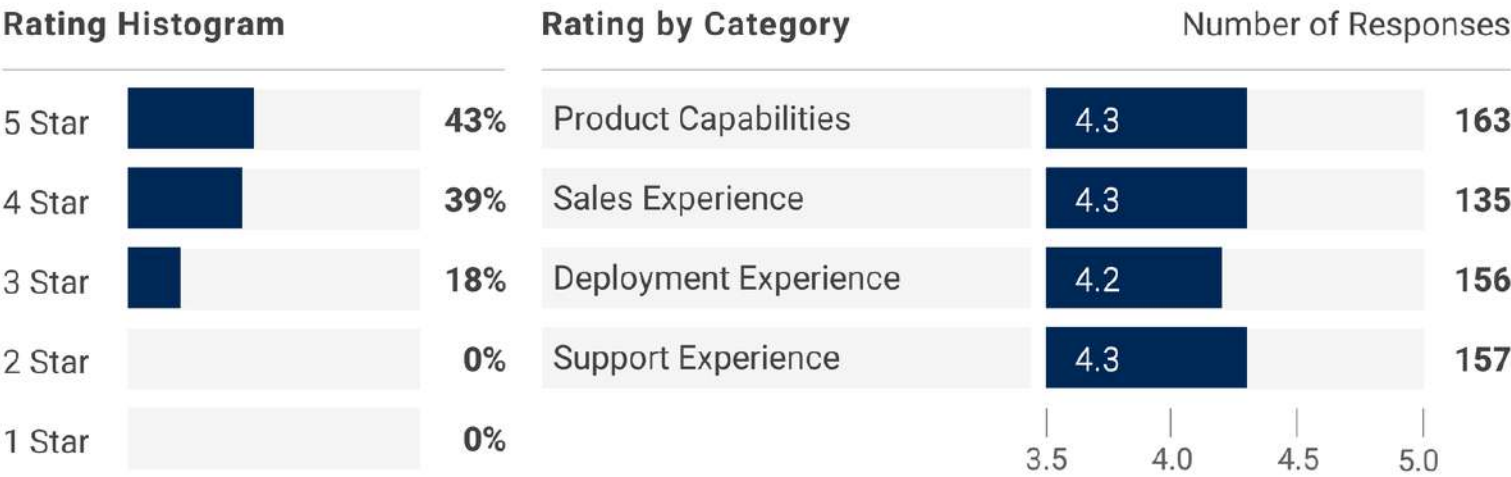 Rating Histogram
5 Star 43%
4 Star 39%
3 Star 18%
2 Star 0%
1 Star 0%
Rating by Category Number of Responses
Product Capabilities 4.3 163
Sales Experience 4.3 135
Deployment Experience 4.2 156
Support Experience 4.3 157
3.5 4.0 4.5 5.0